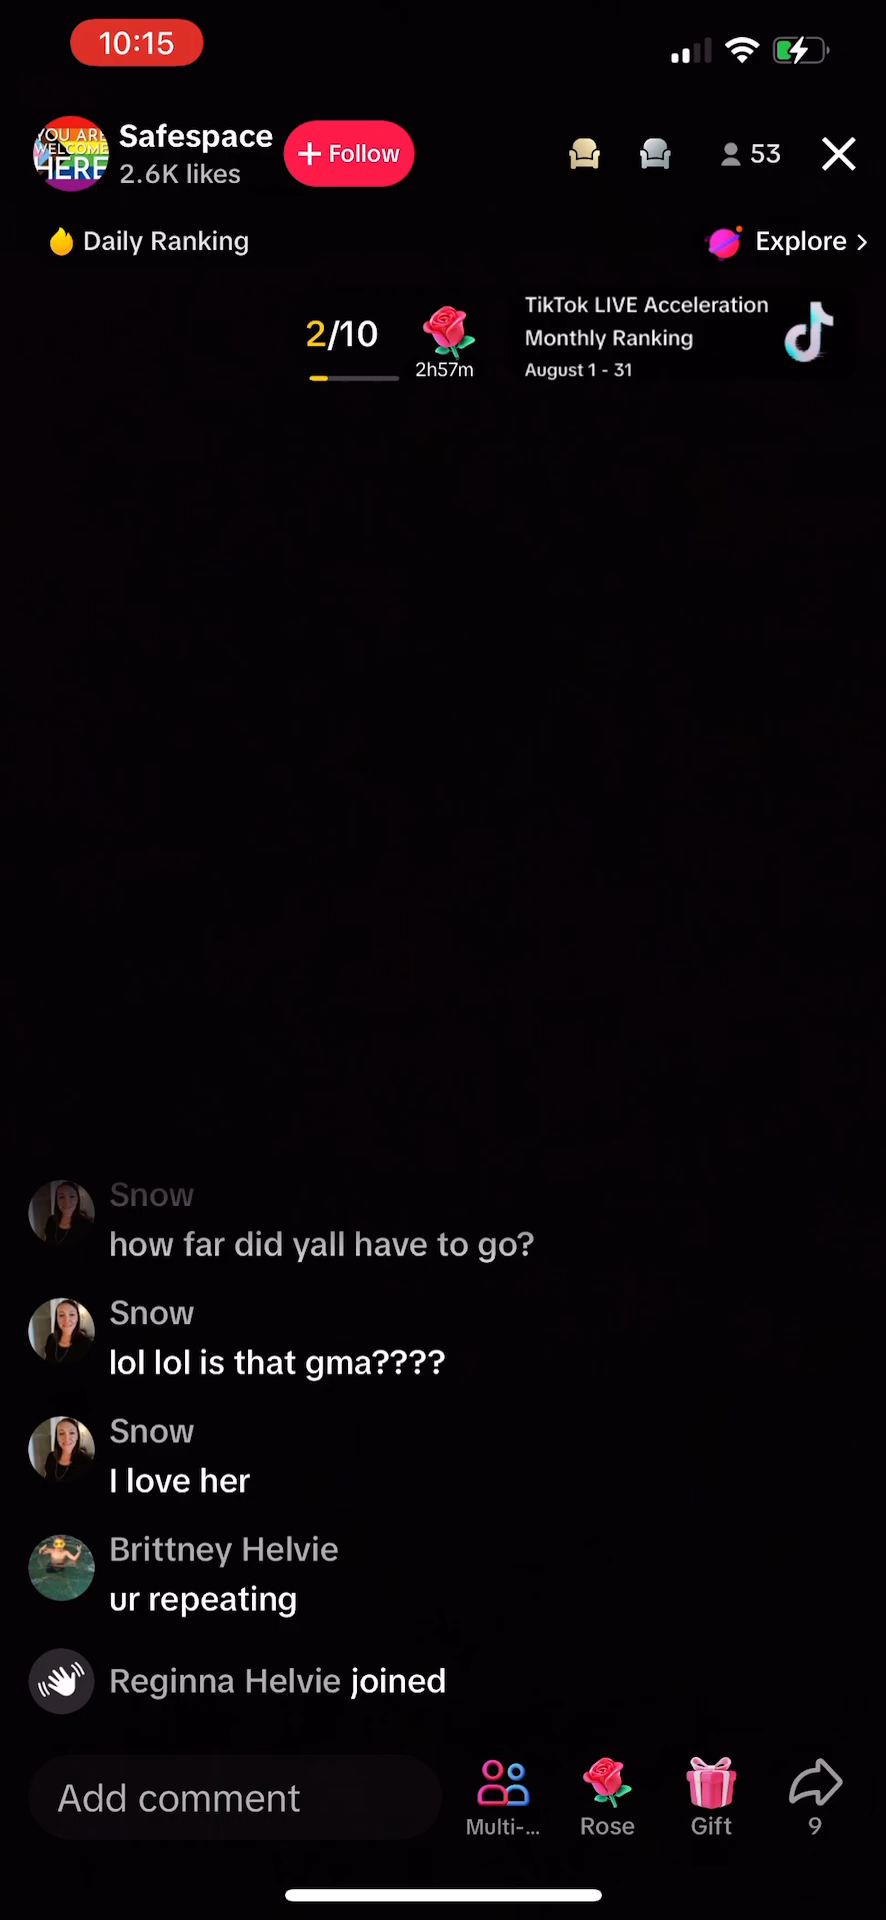 10:15
YOU ARE
WELCOME
HERE
Safespace
2.6K likes
+ Follow
53
Daily Ranking
Explore >
2/10
2h57m
TikTok LIVE Acceleration
Monthly Ranking
August 1 - 31
Snow
how far did yall have to go?
Snow
lol lol is that gma????
Snow
I love her
Brittney Helvie
ur repeating
Reginna Helvie joined
Add comment
Multi-...
Rose
Gift
9